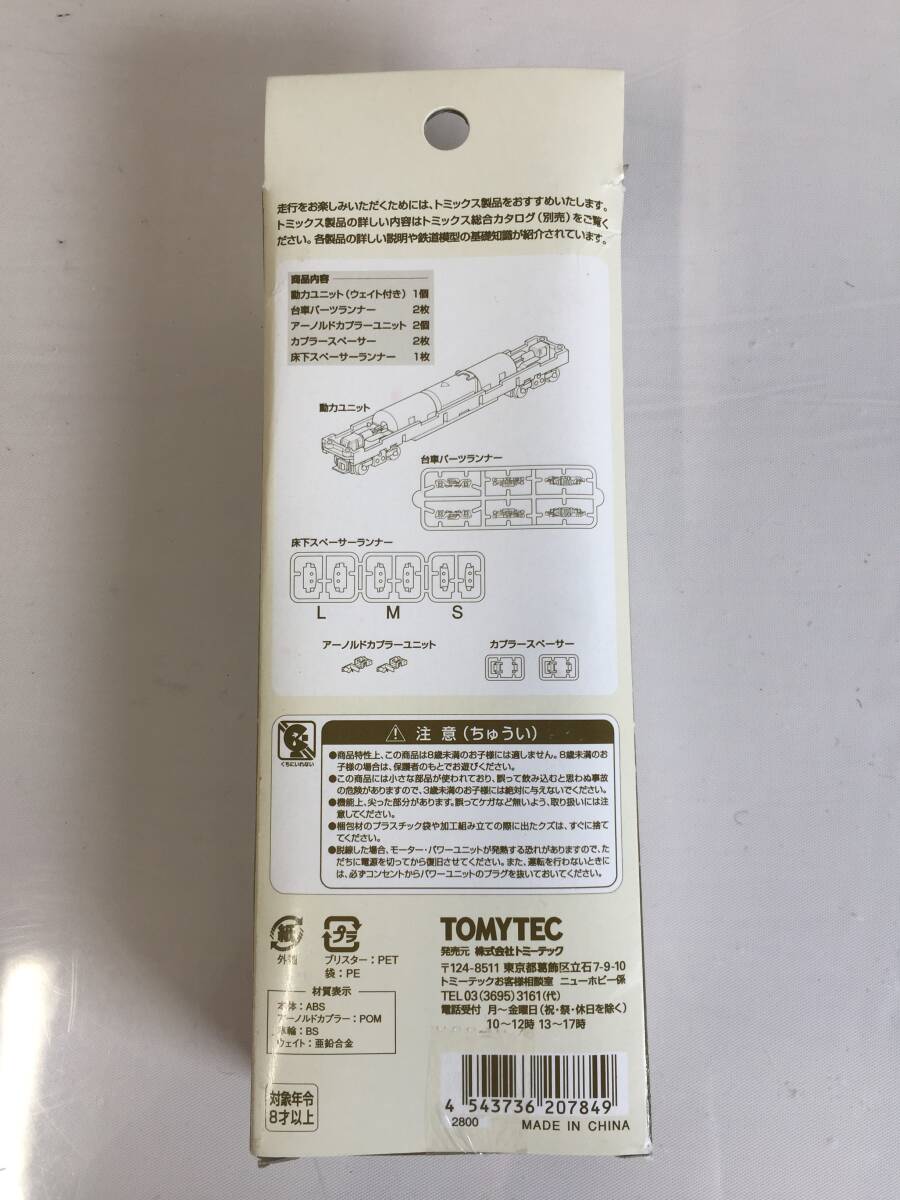 走行をお楽しみいただくためには、トミックス製品をおすすめいたします。
トミックス製品の詳しい内容はトミックス総合カタログ(別売)をご覧く
ださい。各製品の詳しい説明や鉄道模型の基礎知識が紹介されています。
商品内容
動力ユニット(ウェイト付き) 1個
台車パーツランナー 2枚
アーノルドカプラーユニット 2個
カプラースペーサー 2枚
床下スペーサーランナー 1枚
動力ユニット
台車パーツランナー
床下スペーサーランナー
L M S
アーノルドカプラーユニット
カプラースペーサー
くちにいれない
注意(ちゅうい)
●商品特性上、この商品は8歳未満のお子様には適しません。8歳未満のお
子様の場合は、保護者のもとでお遊びください。
●この商品には小さな部品が使われており、誤って飲み込むと思わぬ事故
の危険がありますので、3歳未満のお子様には絶対に与えないでください。
●機能上、尖った部分があります。誤ってケガなど無いよう、取り扱いには注
意してください。
●梱包材のプラスチック袋や加工組み立ての際に出たクズは、すぐに捨て
てください。
●脱線した場合、モーター・パワーユニットが発熱する恐れがありますので、た
だちに電源を切ってから復旧させてください。また、運転を行わないときに
は、必ずコンセントからパワーユニットのプラグを抜いておいてください。
紙
外箱
プラ
ブリスター:PET
袋:PE
材質表示
本体:ABS
アーノルドカプラー:POM
車輪:BS
ウェイト:亜鉛合金
対象年令
8才以上
TOMYTEC
発売元 株式会社トミーテック
〒124-8511 東京都葛飾区立石7-9-10
トミーテックお客様相談室 ニューホビー係
TEL03(3695)3161(代)
電話受付 月~金曜日(祝・祭・休日を除く)
10~12時 13~17時
4 543736 207849
2800
MADE IN CHINA